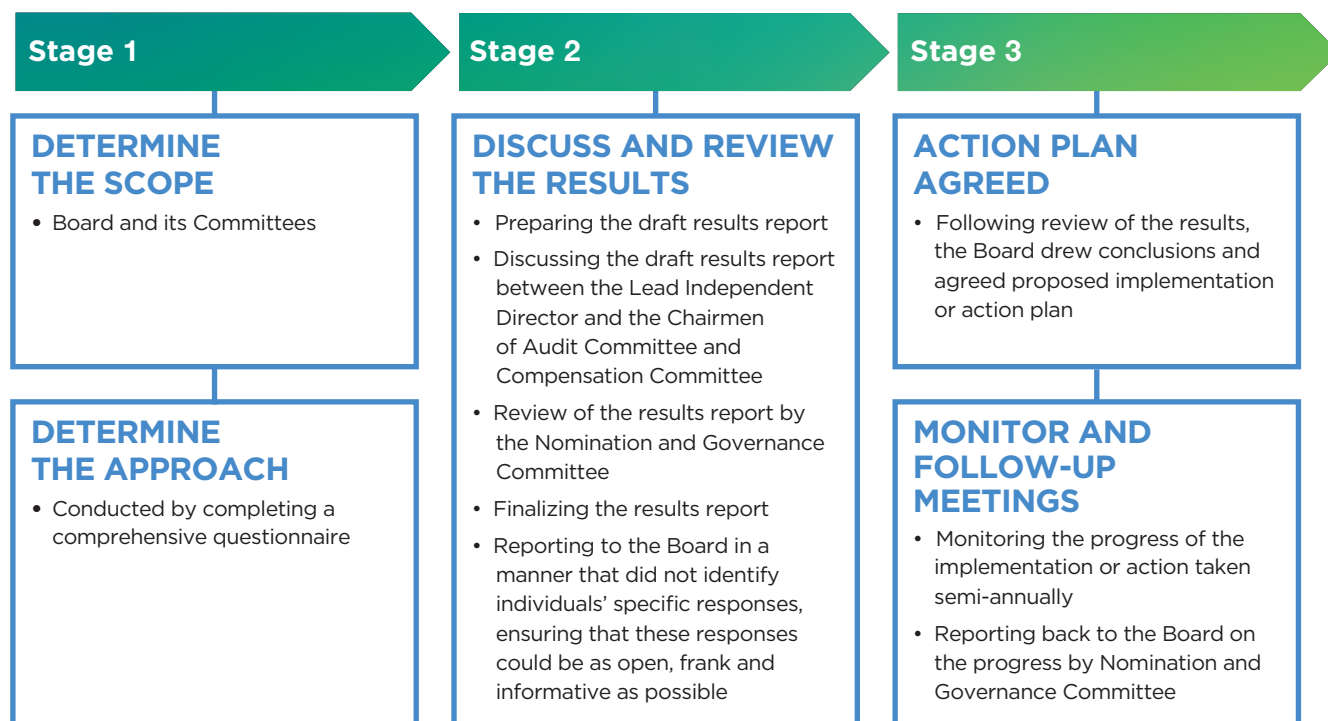 Stage 1
DETERMINE
THE SCOPE
• Board and its Committees
DETERMINE
THE APPROACH
• Conducted by completing a
comprehensive questionnaire
Stage 2
DISCUSS AND REVIEW
THE RESULTS
• Preparing the draft results report
• Discussing the draft results report
between the Lead Independent
Director and the Chairmen
of Audit Committee and
Compensation Committee
• Review of the results report by
the Nomination and Governance
Committee
• Finalizing the results report
• Reporting to the Board in a
manner that did not identify
individuals’ specific responses,
ensuring that these responses
could be as open, frank and
informative as possible
Stage 3
ACTION PLAN
AGREED
• Following review of the results,
the Board drew conclusions and
agreed proposed implementation
or action plan
MONITOR AND
FOLLOW-UP
MEETINGS
• Monitoring the progress of the
implementation or action taken
semi-annually
• Reporting back to the Board on
the progress by Nomination and
Governance Committee